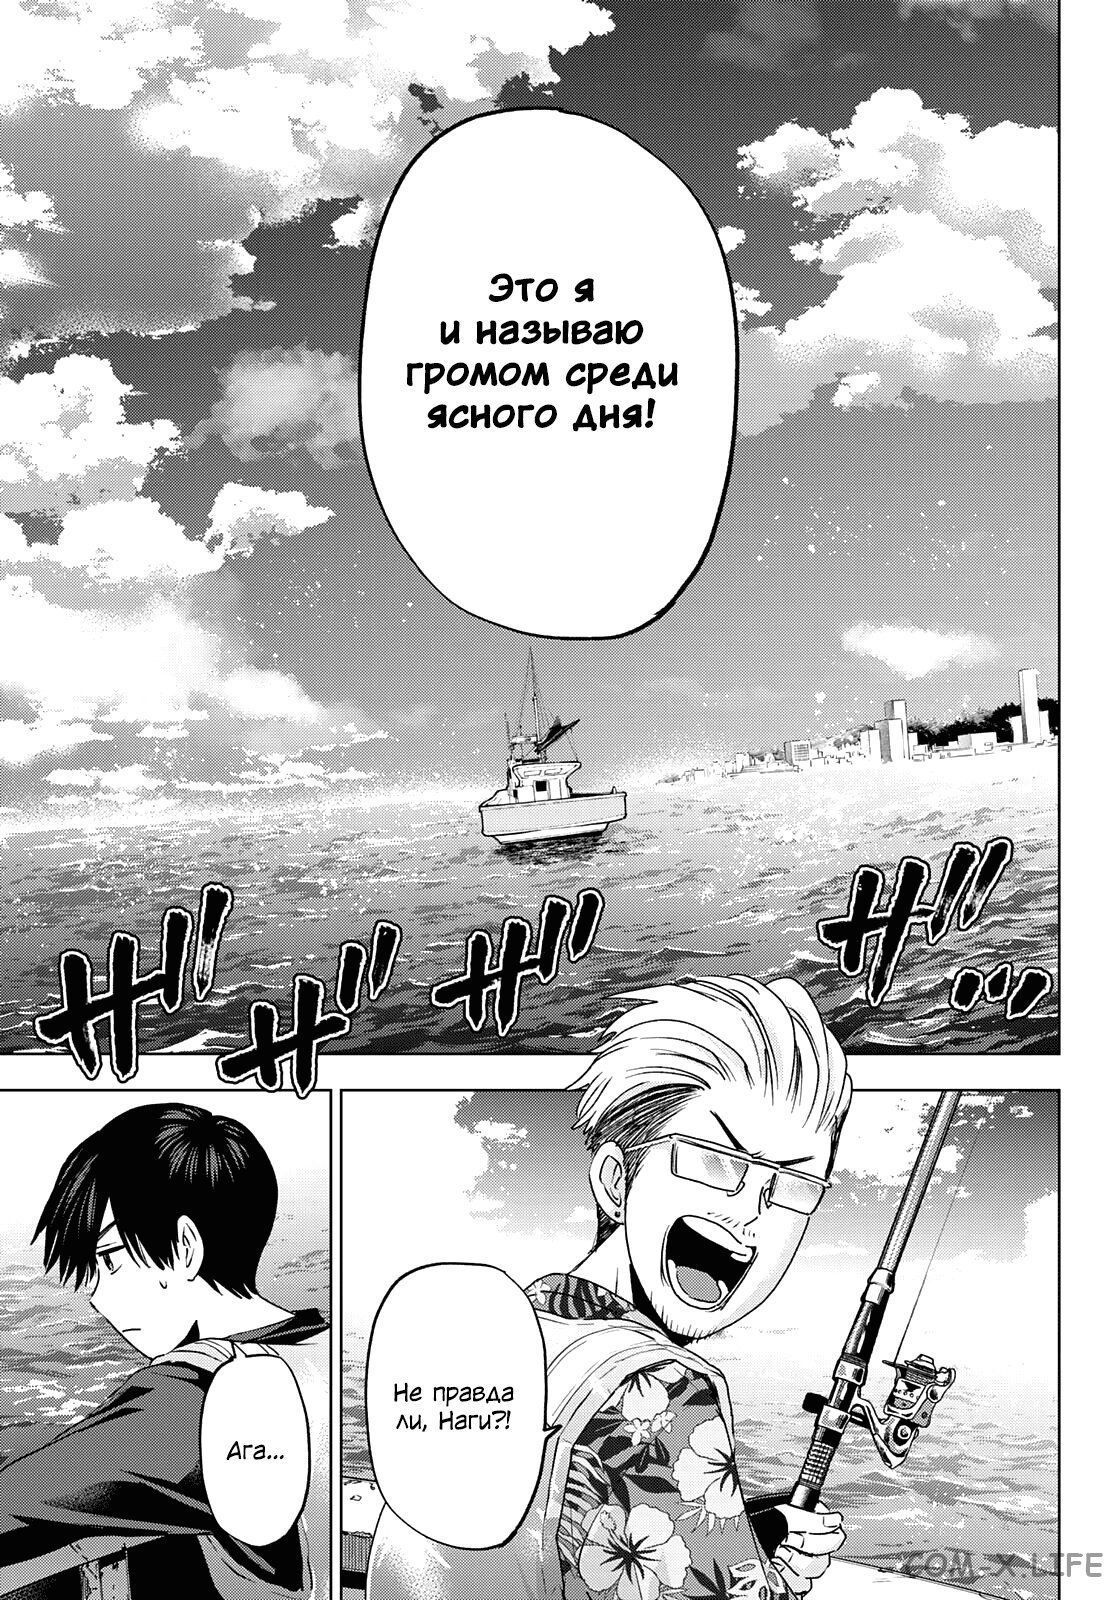 Это я
и называю
громом среди
ясного дня!
ザザザザ...
Не правда
ли, Наги?!
Ага...
COM-X.LIFE